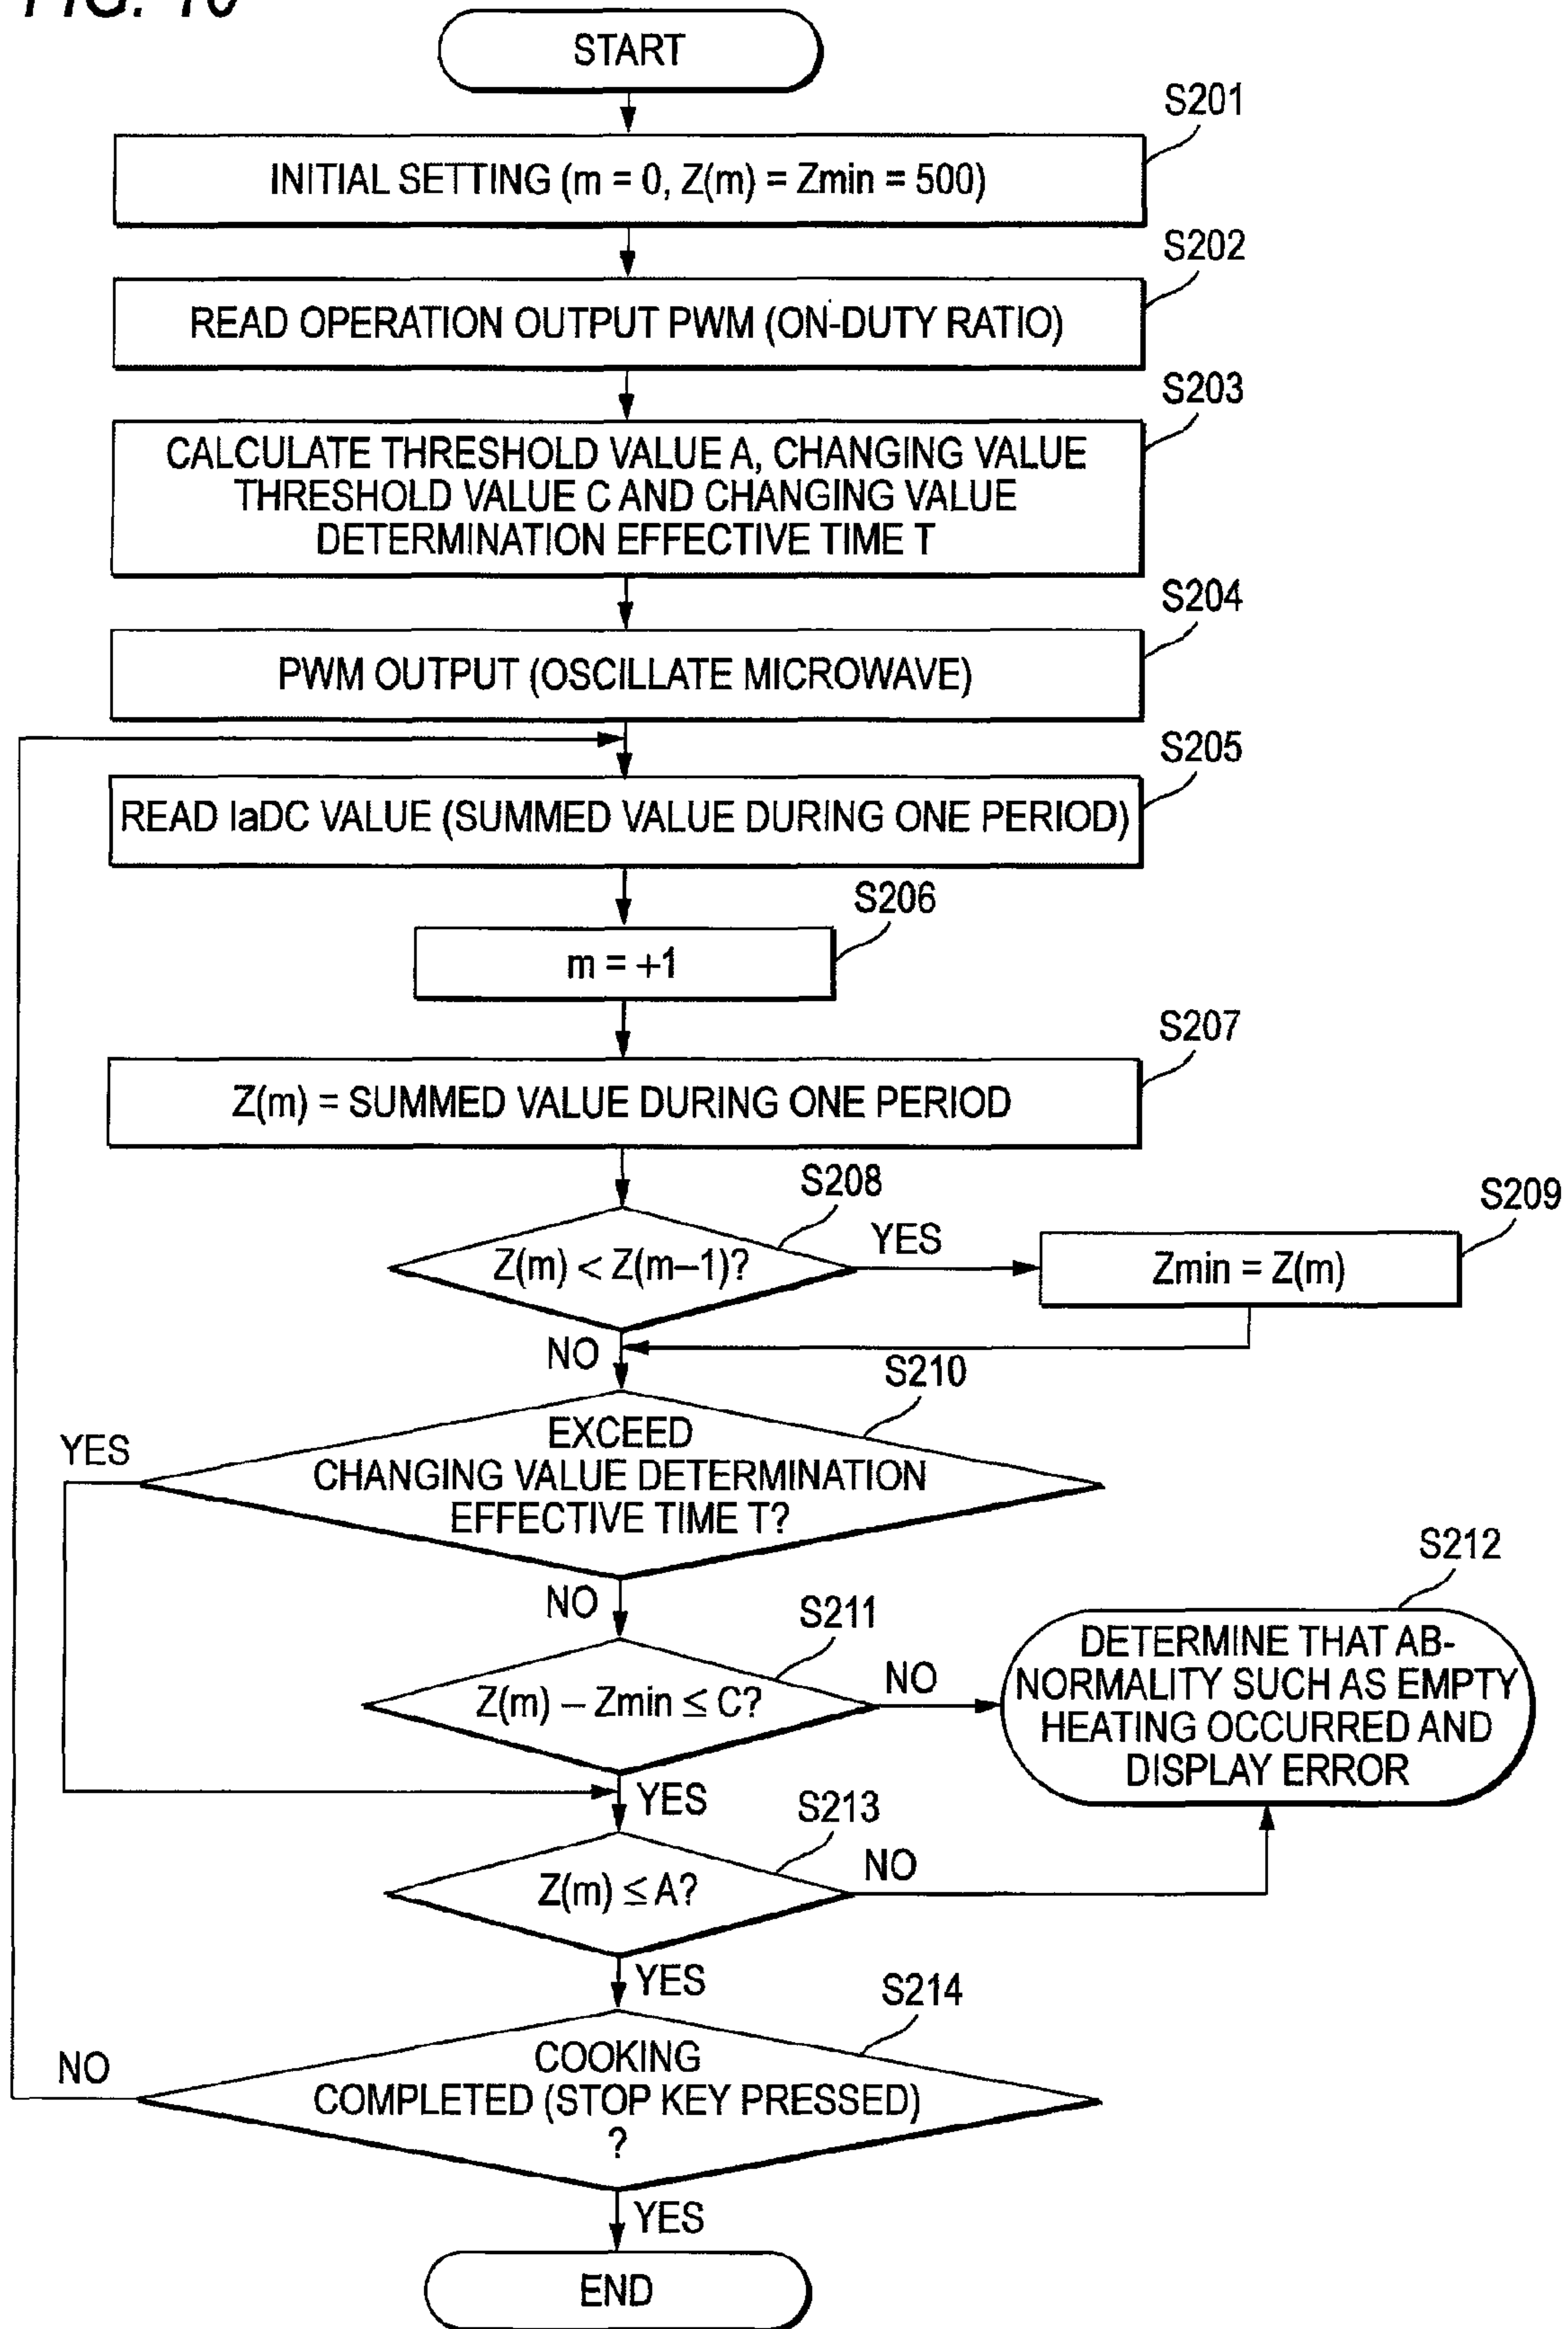 FIG. 10
START
S201
INITIAL SETTING (m = 0, Z(m) = Zmin = 500)
S202
READ OPERATION OUTPUT PWM (ON-DUTY RATIO)
S203
CALCULATE THRESHOLD VALUE A, CHANGING VALUE
THRESHOLD VALUE C AND CHANGING VALUE
DETERMINATION EFFECTIVE TIME T
S204
PWM OUTPUT (OSCILLATE MICROWAVE)
S205
READ IaDC VALUE (SUMMED VALUE DURING ONE PERIOD)
S206
m = +1
S207
Z(m) = SUMMED VALUE DURING ONE PERIOD
S208
Z(m) < Z(m–1)?
YES
S209
Zmin = Z(m)
NO
S210
EXCEED
CHANGING VALUE DETERMINATION
EFFECTIVE TIME T?
YES
NO
S211
Z(m) – Zmin ≤ C?
NO
S212
DETERMINE THAT AB-
NORMALITY SUCH AS EMPTY
HEATING OCCURRED AND
DISPLAY ERROR
YES
S213
Z(m) ≤ A?
NO
YES
S214
COOKING
COMPLETED (STOP KEY PRESSED)
?
NO
YES
END